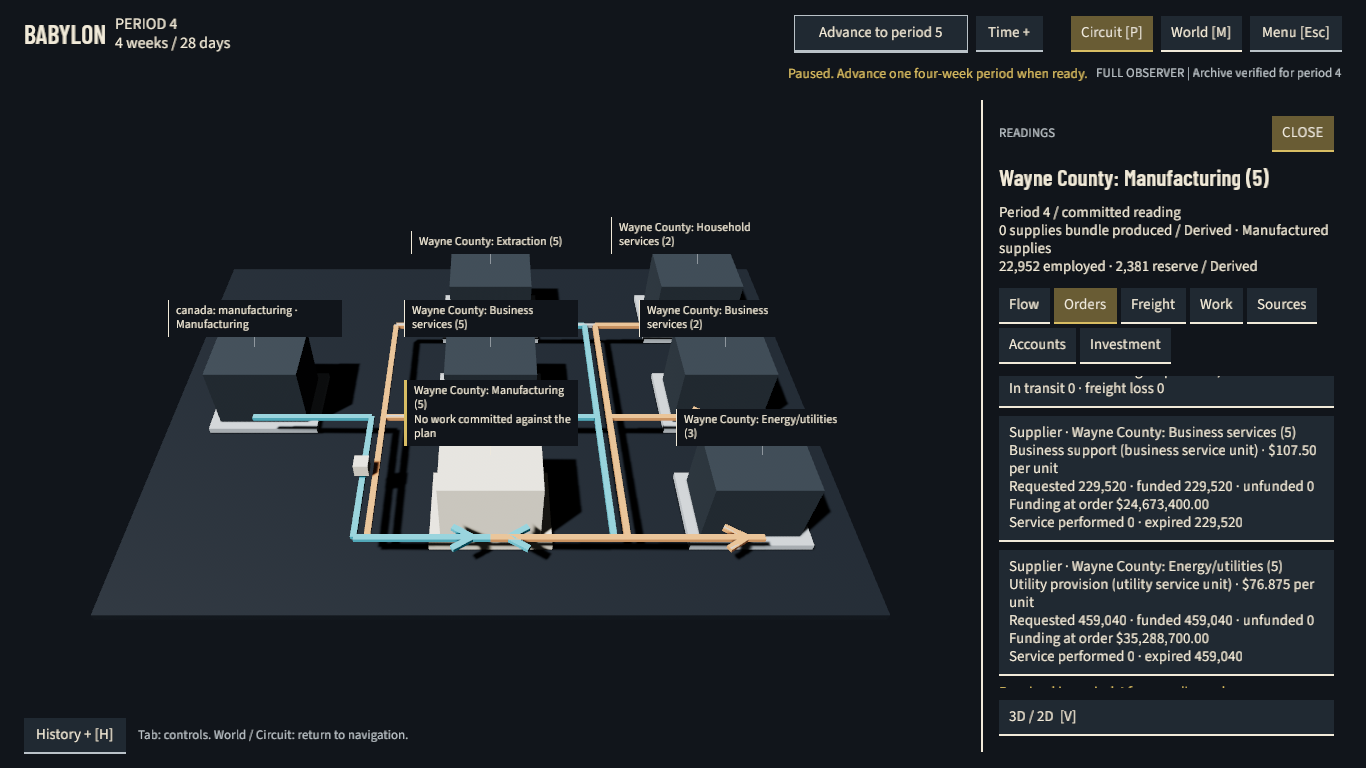 BABYLON
PERIOD 4
4 weeks / 28 days
Advance to period 5
Time +
Circuit [P]
World [M]
Menu [Esc]
Paused. Advance one four-week period when ready.
FULL OBSERVER | Archive verified for period 4
READINGS
CLOSE
Wayne County: Manufacturing (5)
Period 4 / committed reading
0 supplies bundle produced / Derived · Manufactured
supplies
22,952 employed · 2,381 reserve / Derived
Flow
Orders
Freight
Work
Sources
Accounts
Investment
In transit 0 · freight loss 0
Supplier · Wayne County: Business services (5)
Business support (business service unit) · $107.50
per unit
Requested 229,520 · funded 229,520 · unfunded 0
Funding at order $24,673,400.00
Service performed 0 · expired 229,520
Supplier · Wayne County: Energy/utilities (5)
Utility provision (utility service unit) · $76.875 per
unit
Requested 459,040 · funded 459,040 · unfunded 0
Funding at order $35,288,700.00
Service performed 0 · expired 459,040
3D / 2D [V]
Wayne County: Extraction (5)
Wayne County: Household
services (2)
canada: manufacturing ·
Manufacturing
Wayne County: Business
services (5)
Wayne County: Business
services (2)
Wayne County: Manufacturing
(5)
No work committed against the
plan
Wayne County: Energy/utilities
(3)
History + [H]
Tab: controls. World / Circuit: return to navigation.